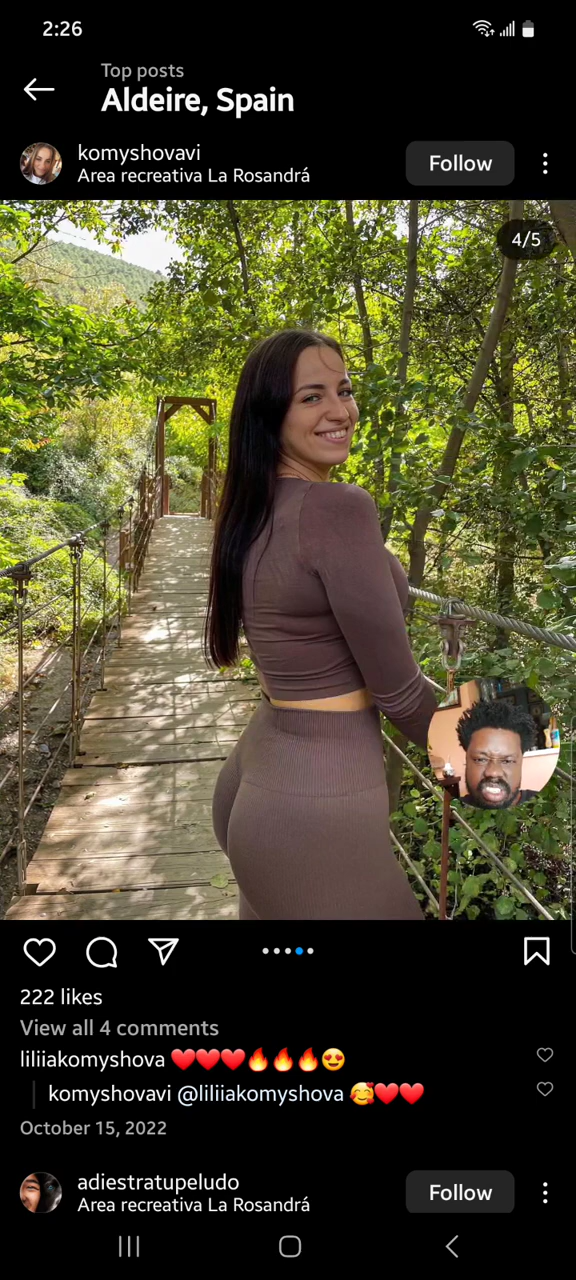 2:26
Top posts
Aldeire, Spain
komyshovavi
Area recreativa La Rosandrá
Follow
4/5
222 likes
View all 4 comments
liliiakomyshova ❤️❤️❤️🔥🔥🔥😍
komyshovavi @liliiakomyshova 🥰❤️❤️
October 15, 2022
adiestratupeludo
Area recreativa La Rosandrá
Follow